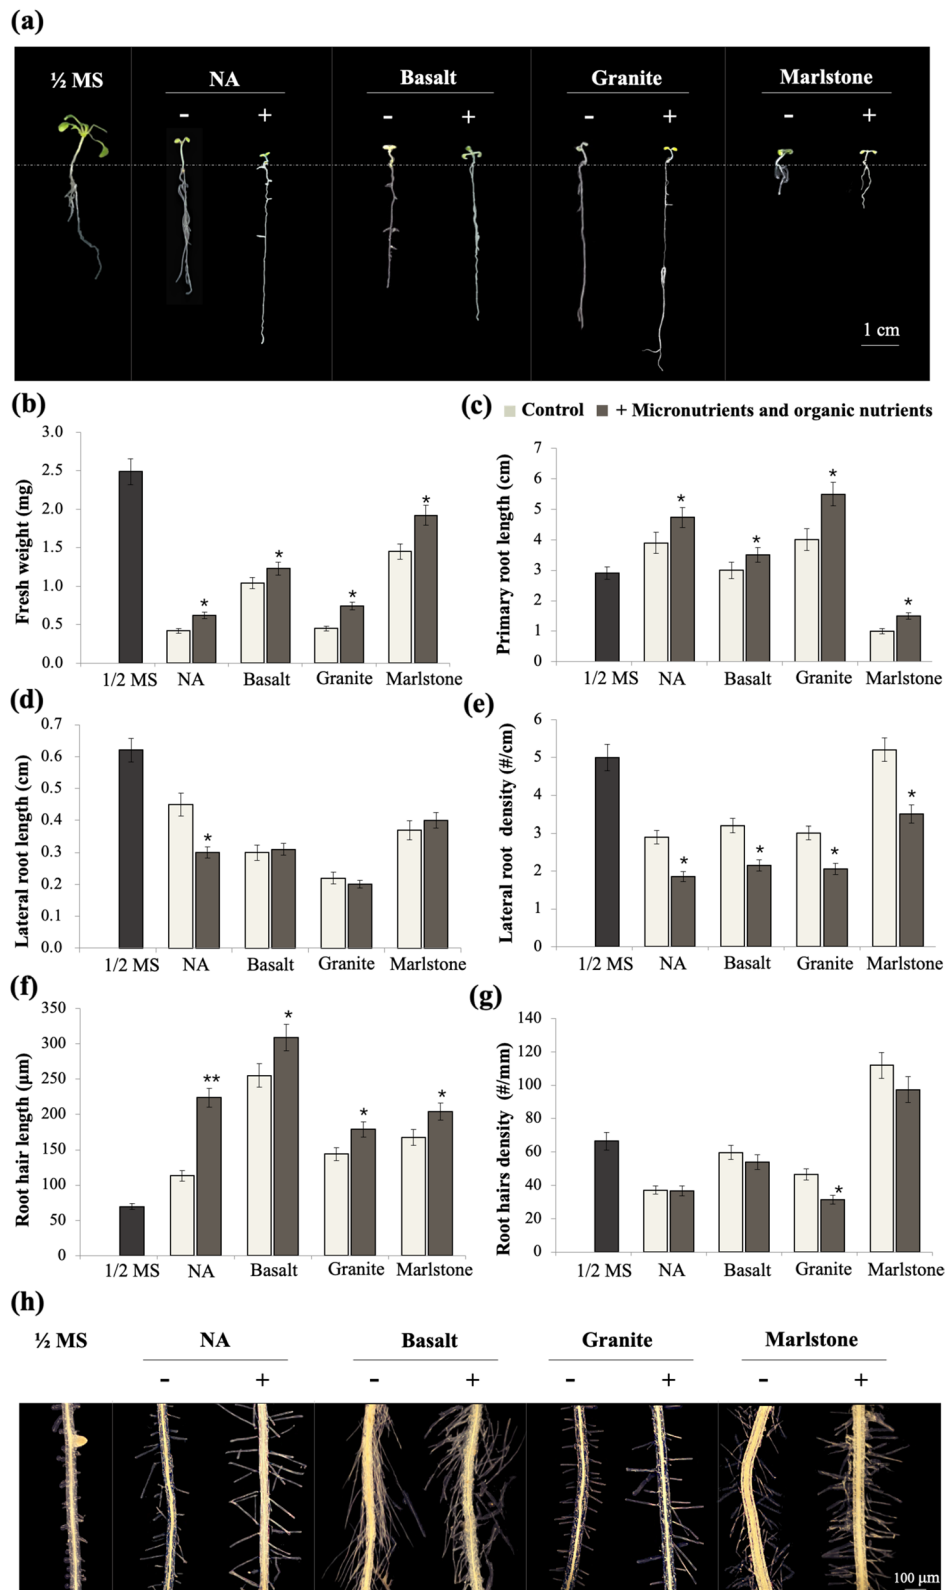 (a)
½ MS NA Basalt Granite Marlstone
- + - + - + - +
1 cm
(b) (c) Control + Micronutrients and organic nutrients
Fresh weight (mg)
3.0
2.5
2.0
1.5
1.0
0.5
0.0
* * * *
1/2 MS NA Basalt Granite Marlstone
Primary root length (cm)
7
6
5
4
3
2
1
0
* * * *
1/2 MS NA Basalt Granite Marlstone
(d)
Lateral root length (cm)
0.7
0.6
0.5
0.4
0.3
0.2
0.1
0.0
*
1/2 MS NA Basalt Granite Marlstone
(e)
Lateral root density (#/cm)
6
5
4
3
2
1
0
* * * *
1/2 MS NA Basalt Granite Marlstone
(f)
Root hair length (µm)
350
300
250
200
150
100
50
0
** * * *
1/2 MS NA Basalt Granite Marlstone
(g)
Root hairs density (#/mm)
140
120
100
80
60
40
20
0
*
1/2 MS NA Basalt Granite Marlstone
(h)
½ MS NA Basalt Granite Marlstone
- + - + - + - +
100 µm